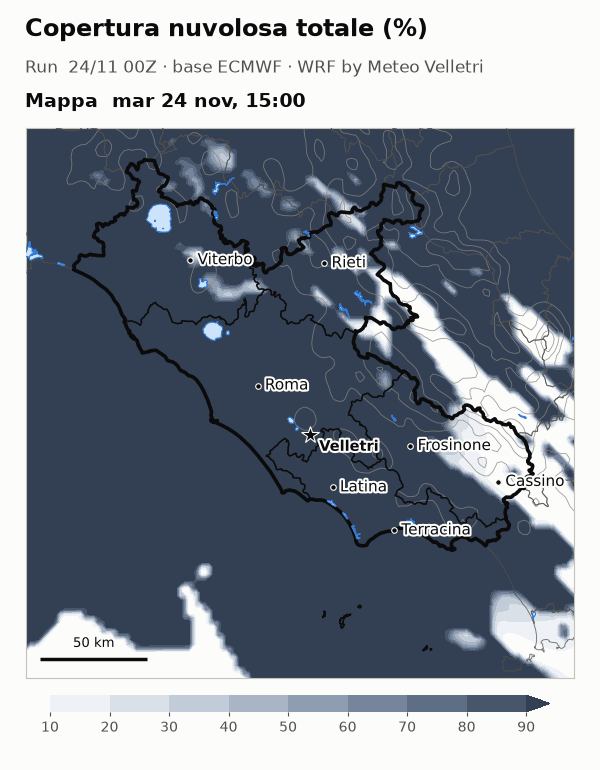 Copertura nuvolosa totale (%)
Run  24/11 00Z · base ECMWF · WRF by Meteo Velletri
Mappa  mar 24 nov, 15:00
Viterbo
Rieti
Roma
Velletri
Frosinone
Cassino
Latina
Terracina
50 km
10 20 30 40 50 60 70 80 90